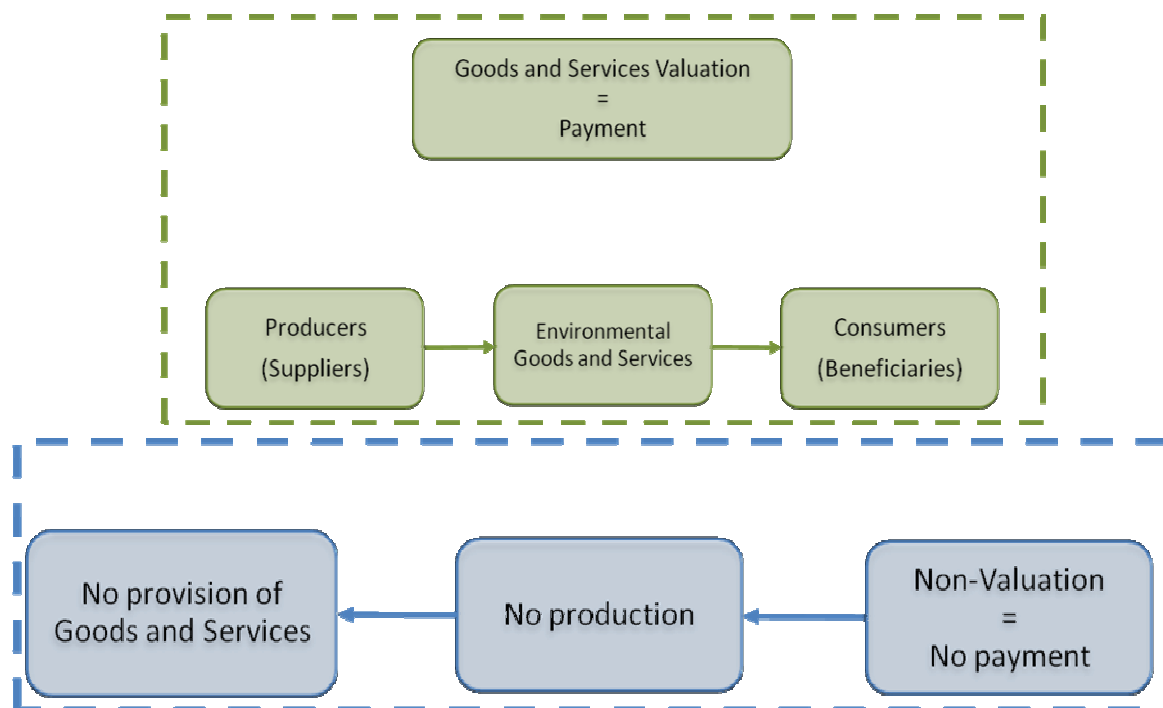 Goods and Services Valuation
=
Payment
Producers
(Suppliers)
Environmental
Goods and Services
Consumers
(Beneficiaries)
No provision of
Goods and Services
No production
Non-Valuation
=
No payment